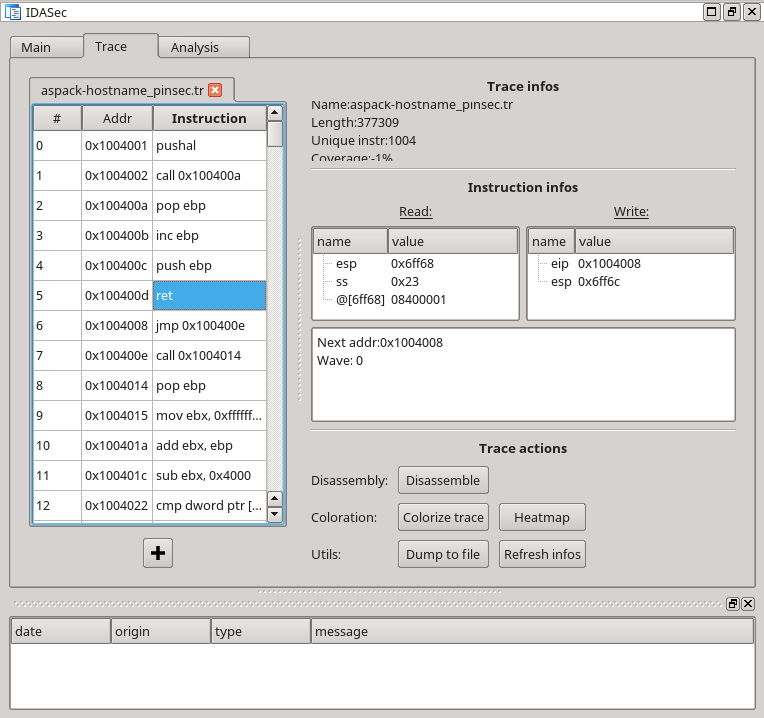 IDASec
Main Trace Analysis
aspack-hostname_pinsec.tr
# Addr Instruction
0 0x1004001 pushal
1 0x1004002 call 0x100400a
2 0x100400a pop ebp
3 0x100400b inc ebp
4 0x100400c push ebp
5 0x100400d ret
6 0x1004008 jmp 0x100400e
7 0x100400e call 0x1004014
8 0x1004014 pop ebp
9 0x1004015 mov ebx, 0xffffff...
10 0x100401a add ebx, ebp
11 0x100401c sub ebx, 0x4000
12 0x1004022 cmp dword ptr [...
Trace infos
Name:aspack-hostname_pinsec.tr
Length:377309
Unique instr:1004
Coverage:-1%
Instruction infos
Read:
name value
esp 0x6ff68
ss 0x23
@[6ff68] 08400001
Write:
name value
eip 0x1004008
esp 0x6ff6c
Next addr:0x1004008
Wave: 0
Trace actions
Disassembly: Disassemble
Coloration: Colorize trace Heatmap
Utils: Dump to file Refresh infos
date origin type message